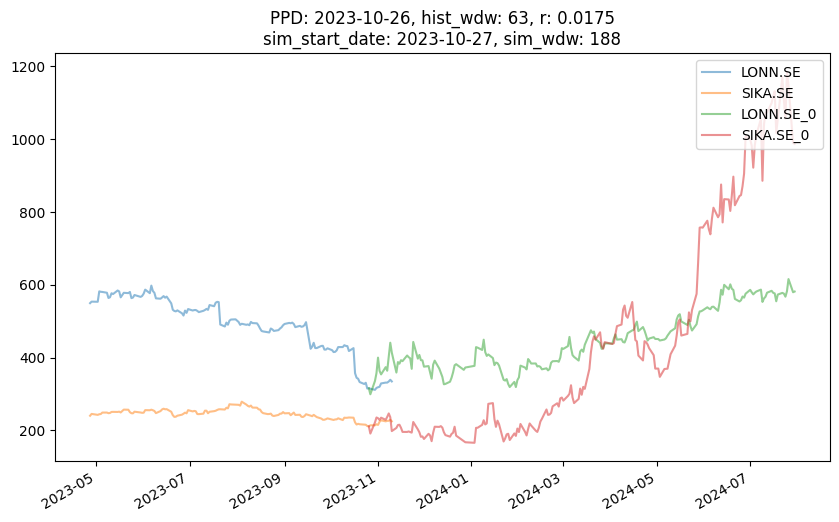 PPD: 2023-10-26, hist_wdw: 63, r: 0.0175
sim_start_date: 2023-10-27, sim_wdw: 188
1200
1000
800
600
400
200
LONN.SE
SIKA.SE
LONN.SE_0
SIKA.SE_0
2023-05
2023-07
2023-09
2023-11
2024-01
2024-03
2024-05
2024-07